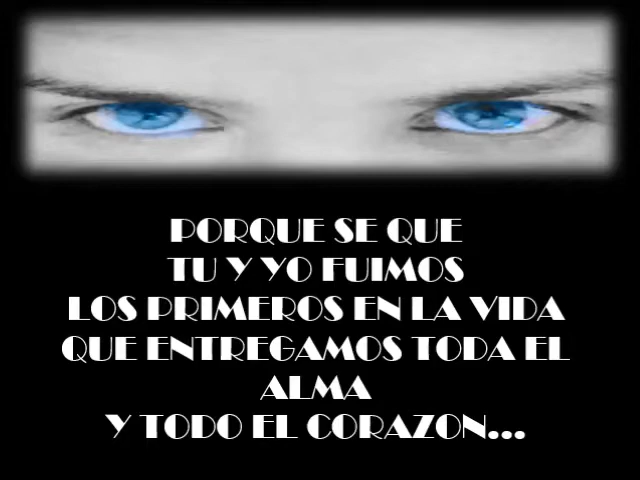 PORQUE SE QUE
TU Y YO FUIMOS
LOS PRIMEROS EN LA VIDA
QUE ENTREGAMOS TODA EL
ALMA
Y TODO EL CORAZON...